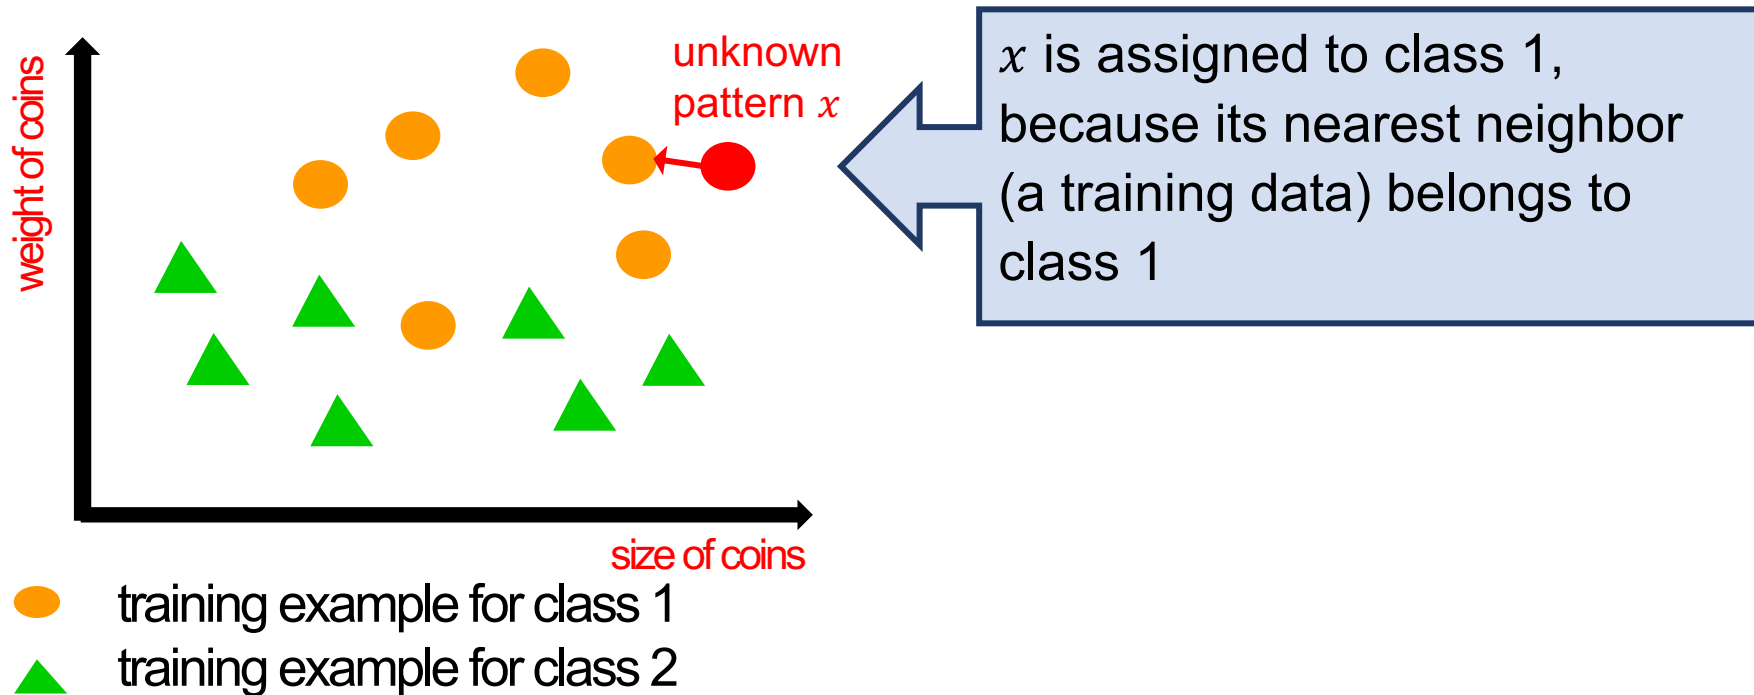 weight of coins
unknown
pattern 𝑥
𝑥 is assigned to class 1,
because its nearest neighbor
(a training data) belongs to
class 1
size of coins
training example for class 1
training example for class 2